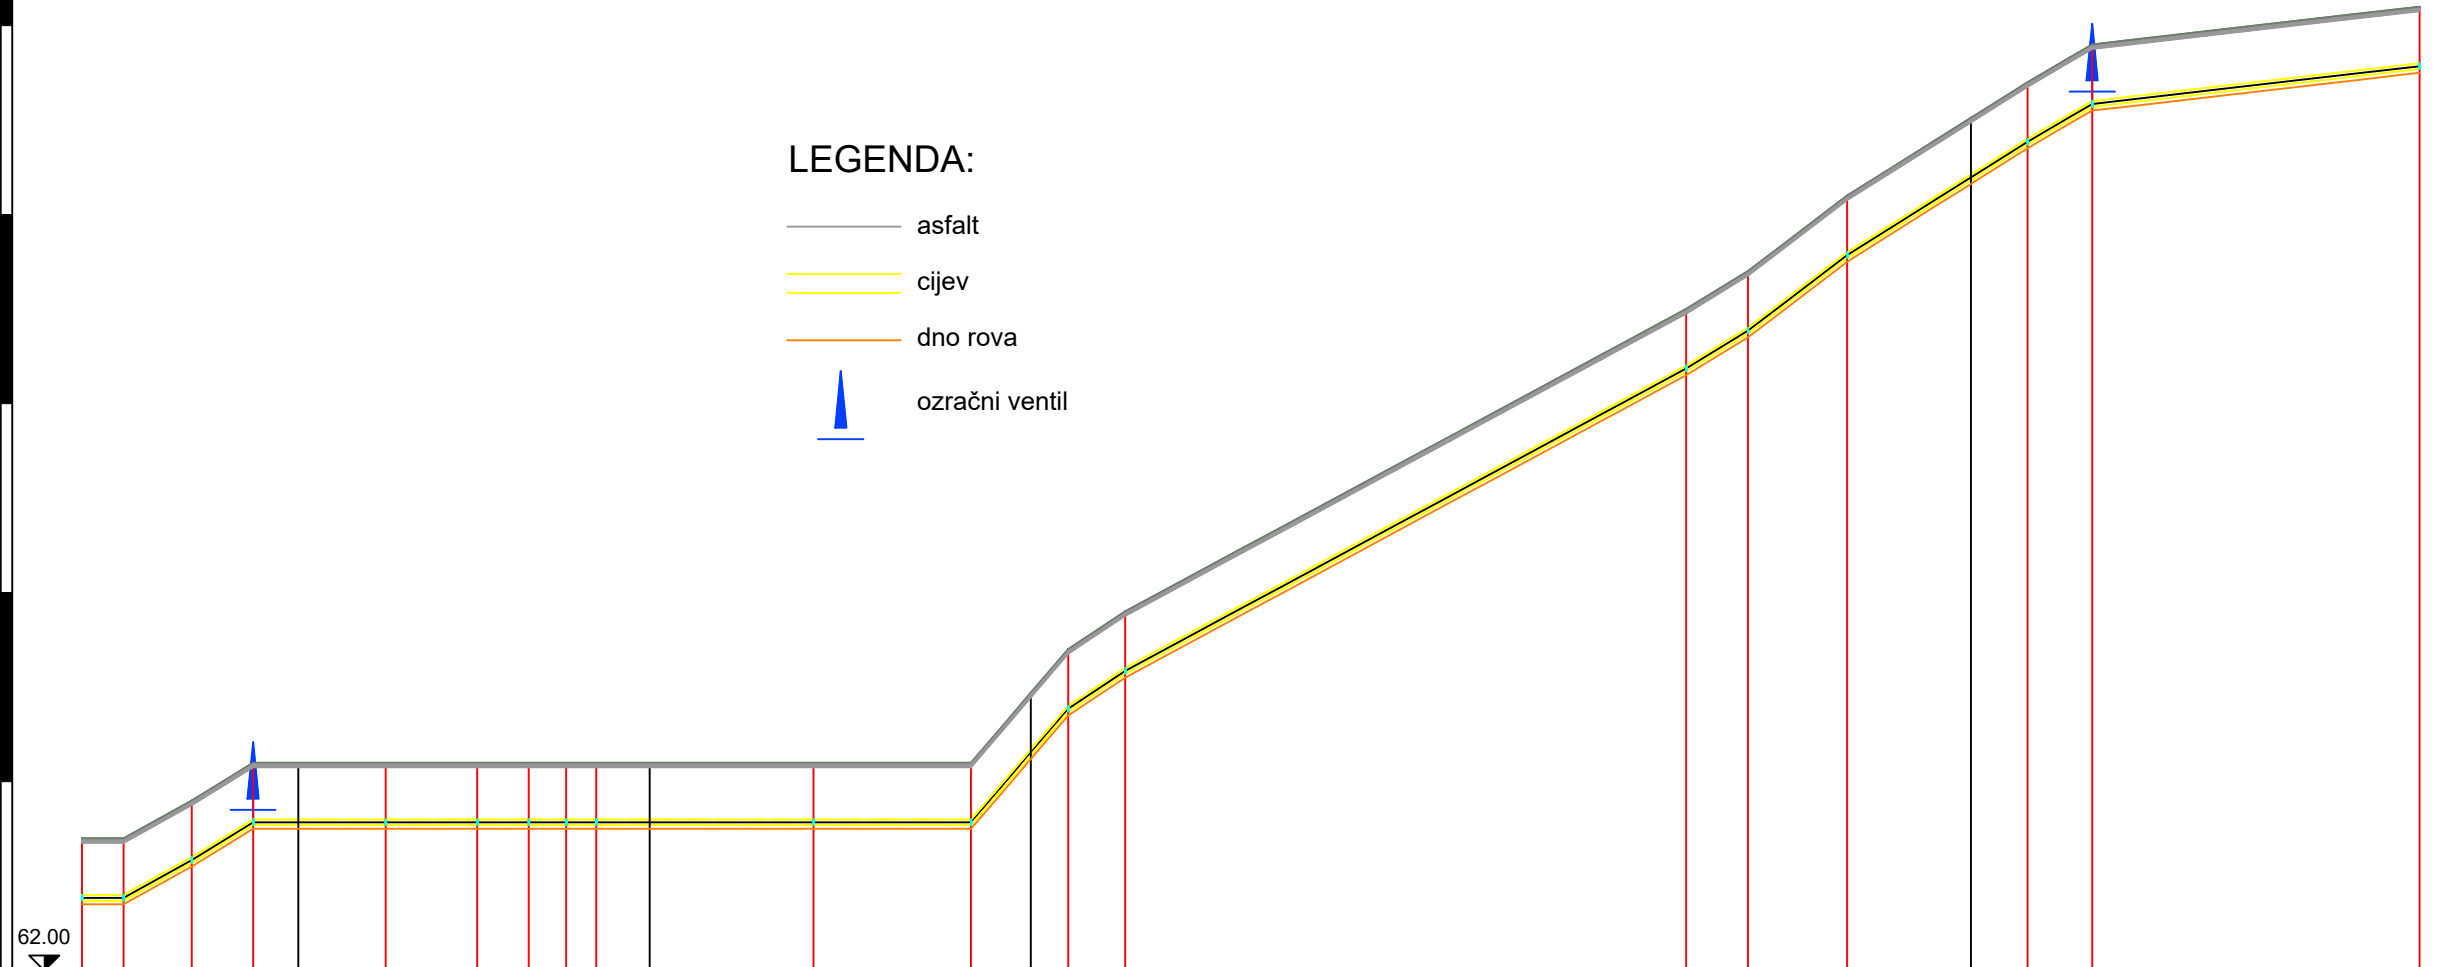 LEGENDA:
asfalt
cijev
dno rova
ozračni ventil
62.00